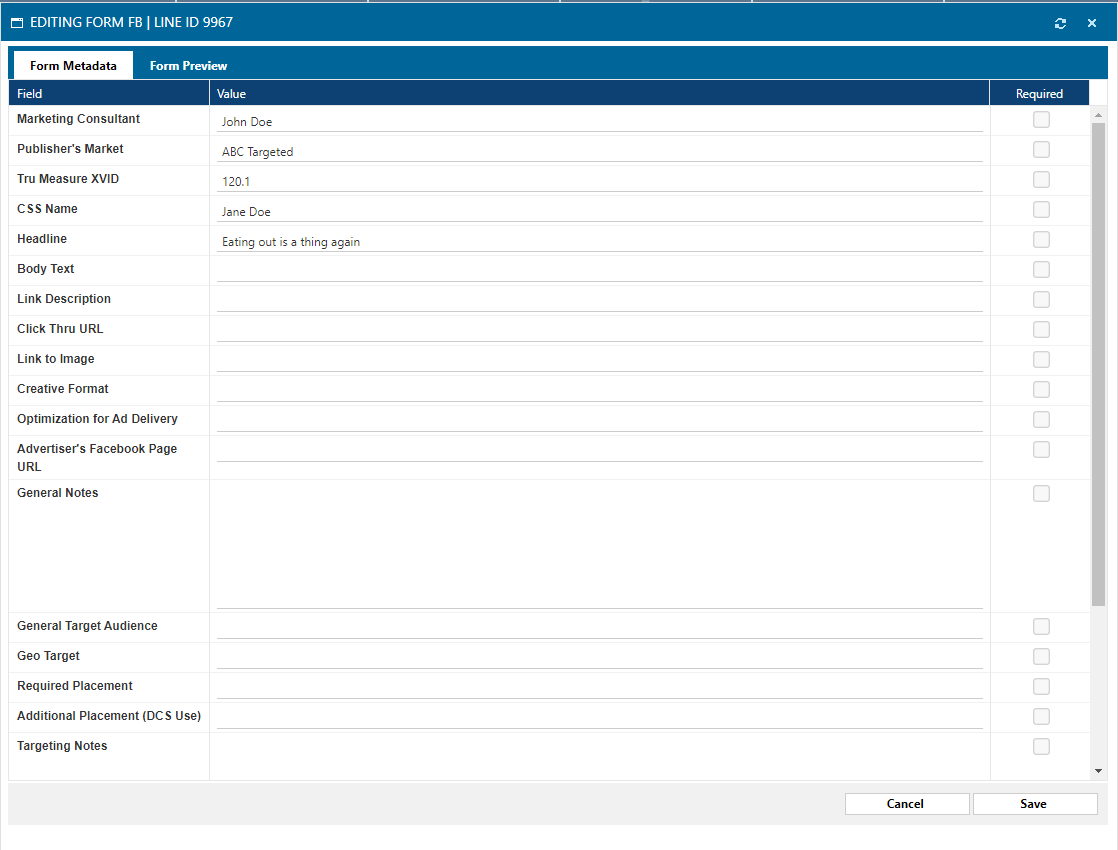 EDITING FORM FB | LINE ID 9967
Form Metadata Form Preview
Field Value Required
Marketing Consultant John Doe
Publisher's Market ABC Targeted
Tru Measure XVID 120.1
CSS Name Jane Doe
Headline Eating out is a thing again
Body Text
Link Description
Click Thru URL
Link to Image
Creative Format
Optimization for Ad Delivery
Advertiser's Facebook Page
URL
General Notes
General Target Audience
Geo Target
Required Placement
Additional Placement (DCS Use)
Targeting Notes
Cancel Save